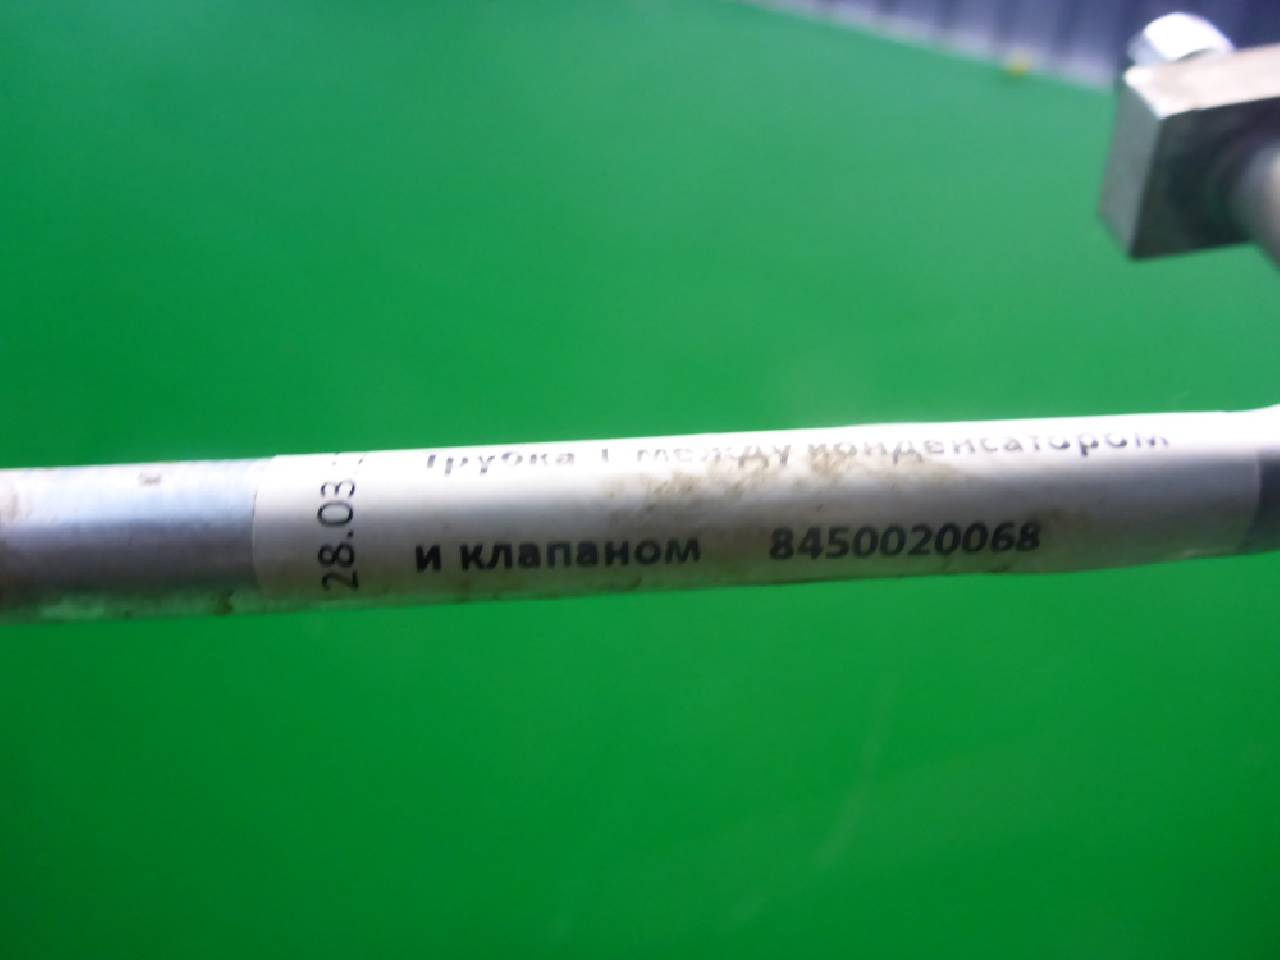 Трубка 1 между конденсатором
и клапаном 8450020068
28.03